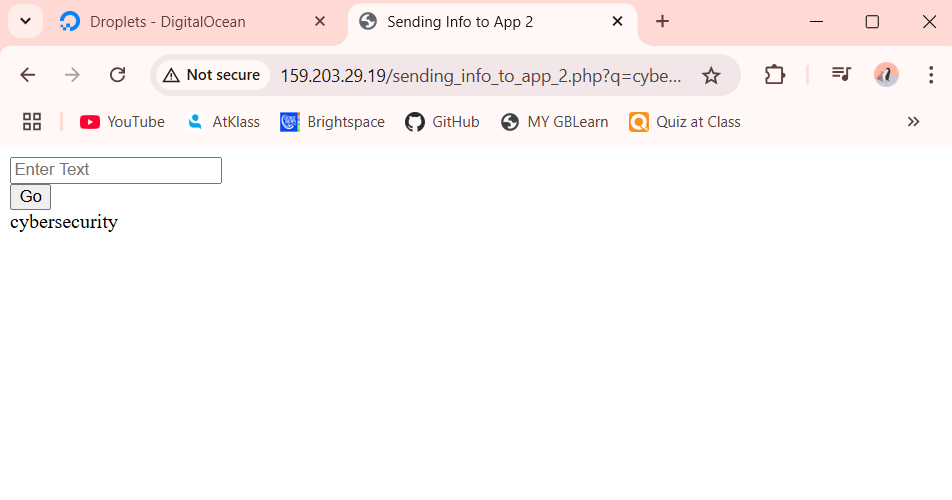 Droplets - DigitalOcean
Sending Info to App 2
Not secure
159.203.29.19/sending_info_to_app_2.php?q=cybe...
YouTube
AtKlass
Brightspace
GitHub
MY GBLearn
Quiz at Class
Enter Text
Go
cybersecurity